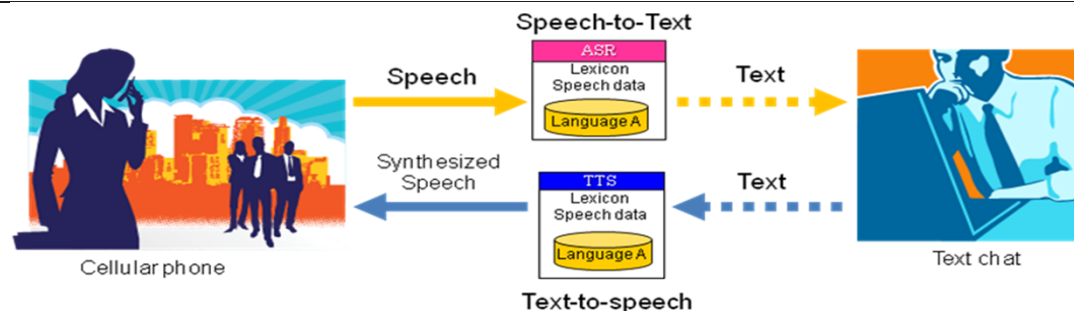 Speech-to-Text
ASR
Lexicon
Speech data
Language A
Speech
Text
Synthesized
Speech
TTS
Lexicon
Speech data
Language A
Text
Cellular phone
Text chat
Text-to-speech